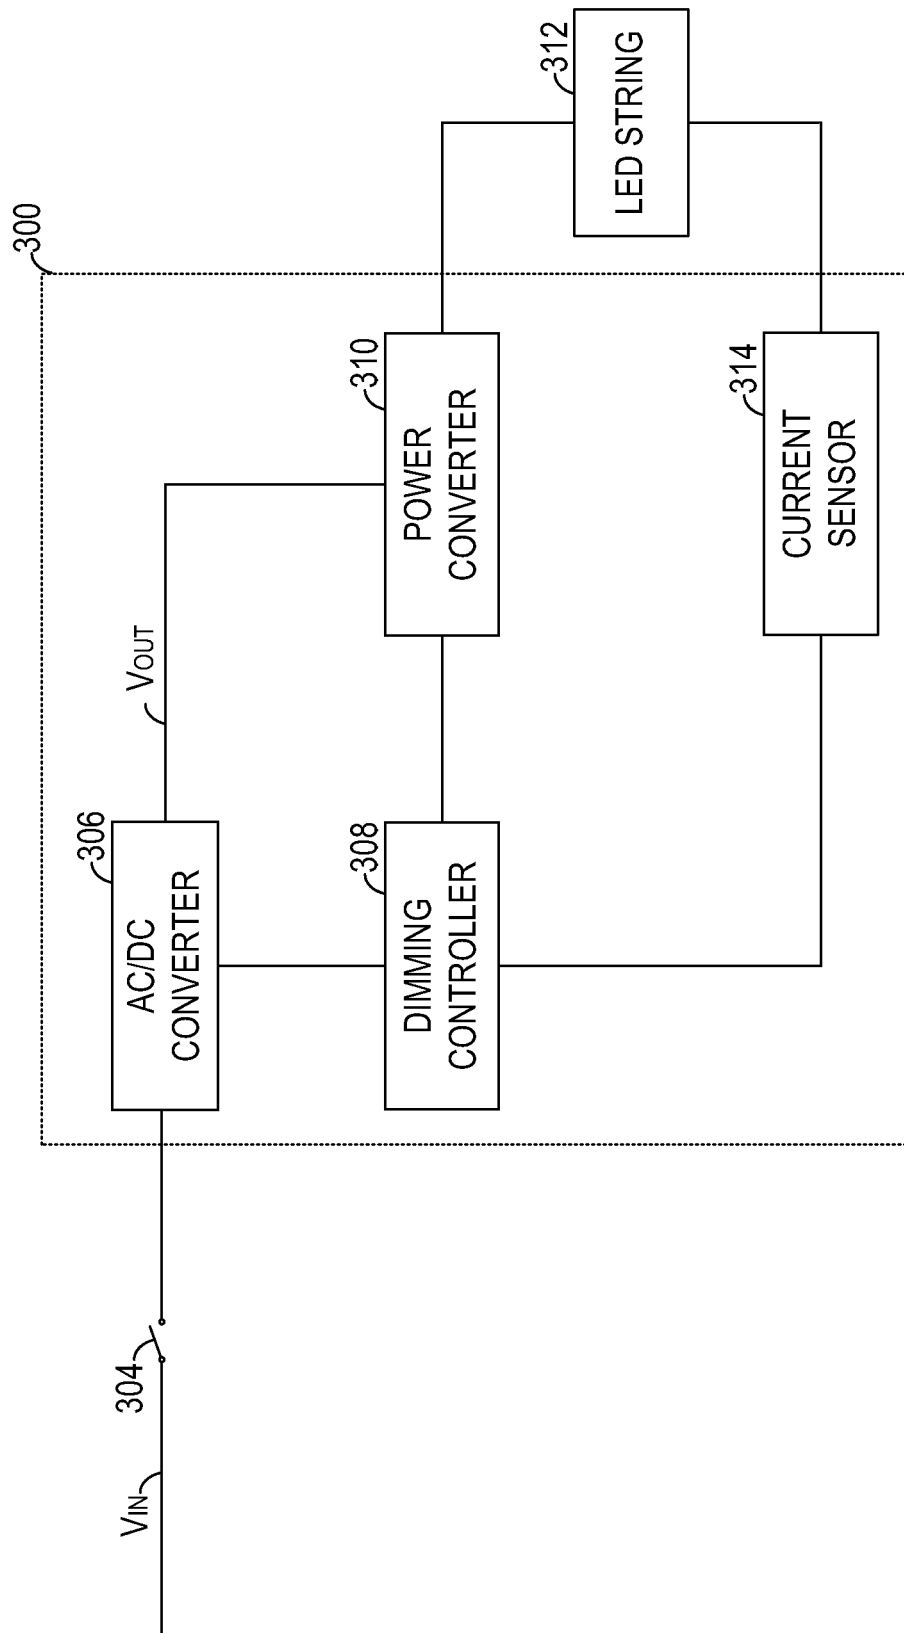 300
304
VIN
306
AC/DC
CONVERTER
VOUT
308
DIMMING
CONTROLLER
310
POWER
CONVERTER
312
LED STRING
314
CURRENT
SENSOR